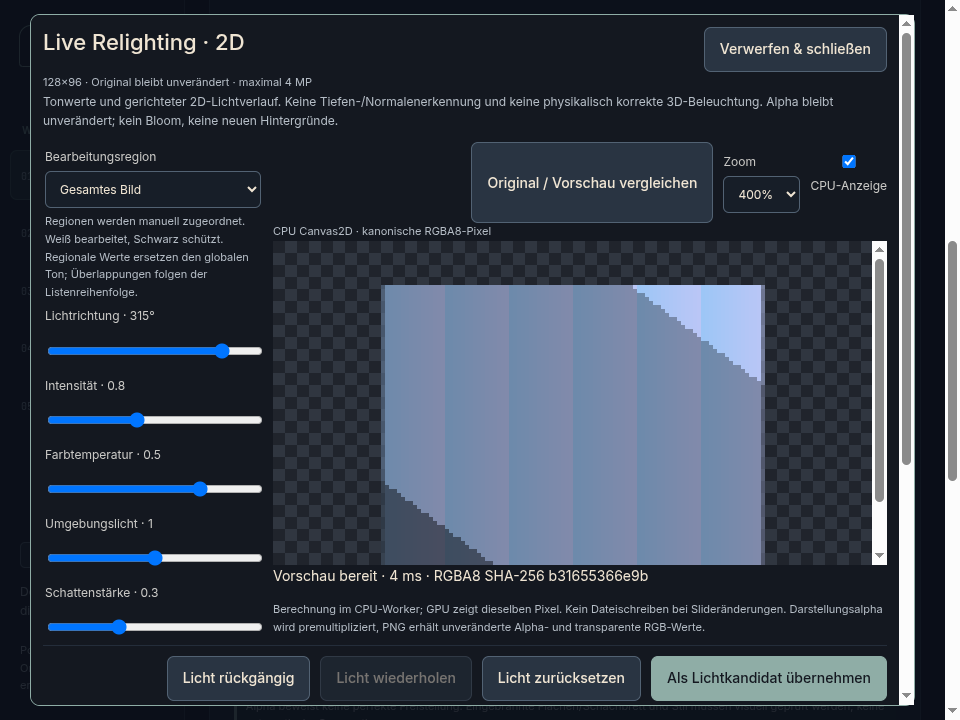 Live Relighting · 2D
Verwerfen & schließen
128×96 · Original bleibt unverändert · maximal 4 MP
Tonwerte und gerichteter 2D-Lichtverlauf. Keine Tiefen-/Normalenerkennung und keine physikalisch korrekte 3D-Beleuchtung. Alpha bleibt
unverändert; kein Bloom, keine neuen Hintergründe.
Bearbeitungsregion
Gesamtes Bild
Regionen werden manuell zugeordnet.
Weiß bearbeitet, Schwarz schützt.
Regionale Werte ersetzen den globalen
Ton; Überlappungen folgen der
Listenreihenfolge.
Lichtrichtung · 315°
Intensität · 0.8
Farbtemperatur · 0.5
Umgebungslicht · 1
Schattenstärke · 0.3
Original / Vorschau vergleichen
Zoom
400%
CPU-Anzeige
CPU Canvas2D · kanonische RGBA8-Pixel
Vorschau bereit · 4 ms · RGBA8 SHA-256 b31655366e9b
Berechnung im CPU-Worker; GPU zeigt dieselben Pixel. Kein Dateischreiben bei Slideränderungen. Darstellungsalpha
wird premultipliziert, PNG erhält unveränderte Alpha- und transparente RGB-Werte.
Licht rückgängig
Licht wiederholen
Licht zurücksetzen
Als Lichtkandidat übernehmen